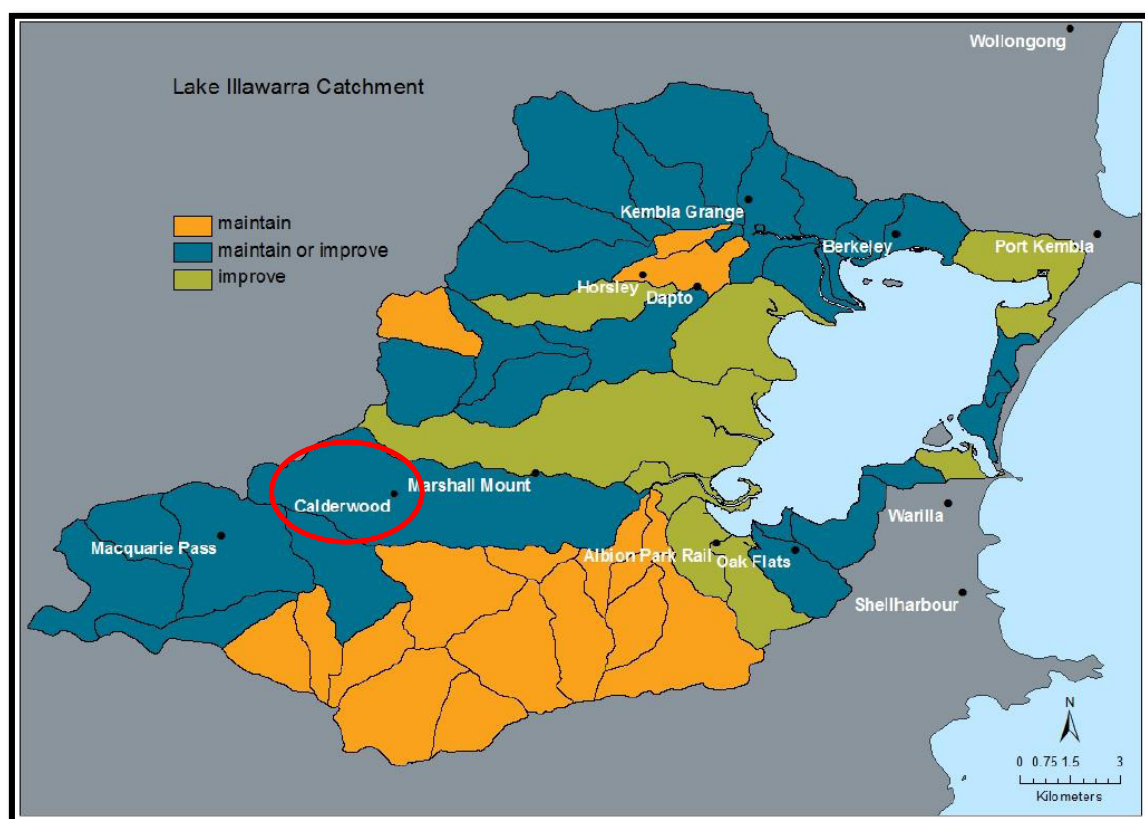 Wollongong
Lake Illawarra Catchment
maintain
maintain or improve
improve
Kembla Grange
Berkeley
Port Kembla
Horsley
Dapto
Marshall Mount
Calderwood
Warilla
Macquarie Pass
Albion Park Rail
Oak Flats
Shellharbour
N
0 0.75 1.5 3
Kilometers